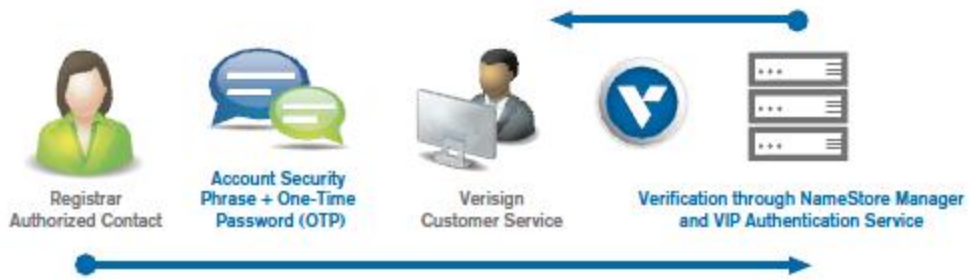 Registrar
Authorized Contact
Account Security
Phrase + One-Time
Password (OTP)
Verisign
Customer Service
Verification through NameStore Manager
and VIP Authentication Service